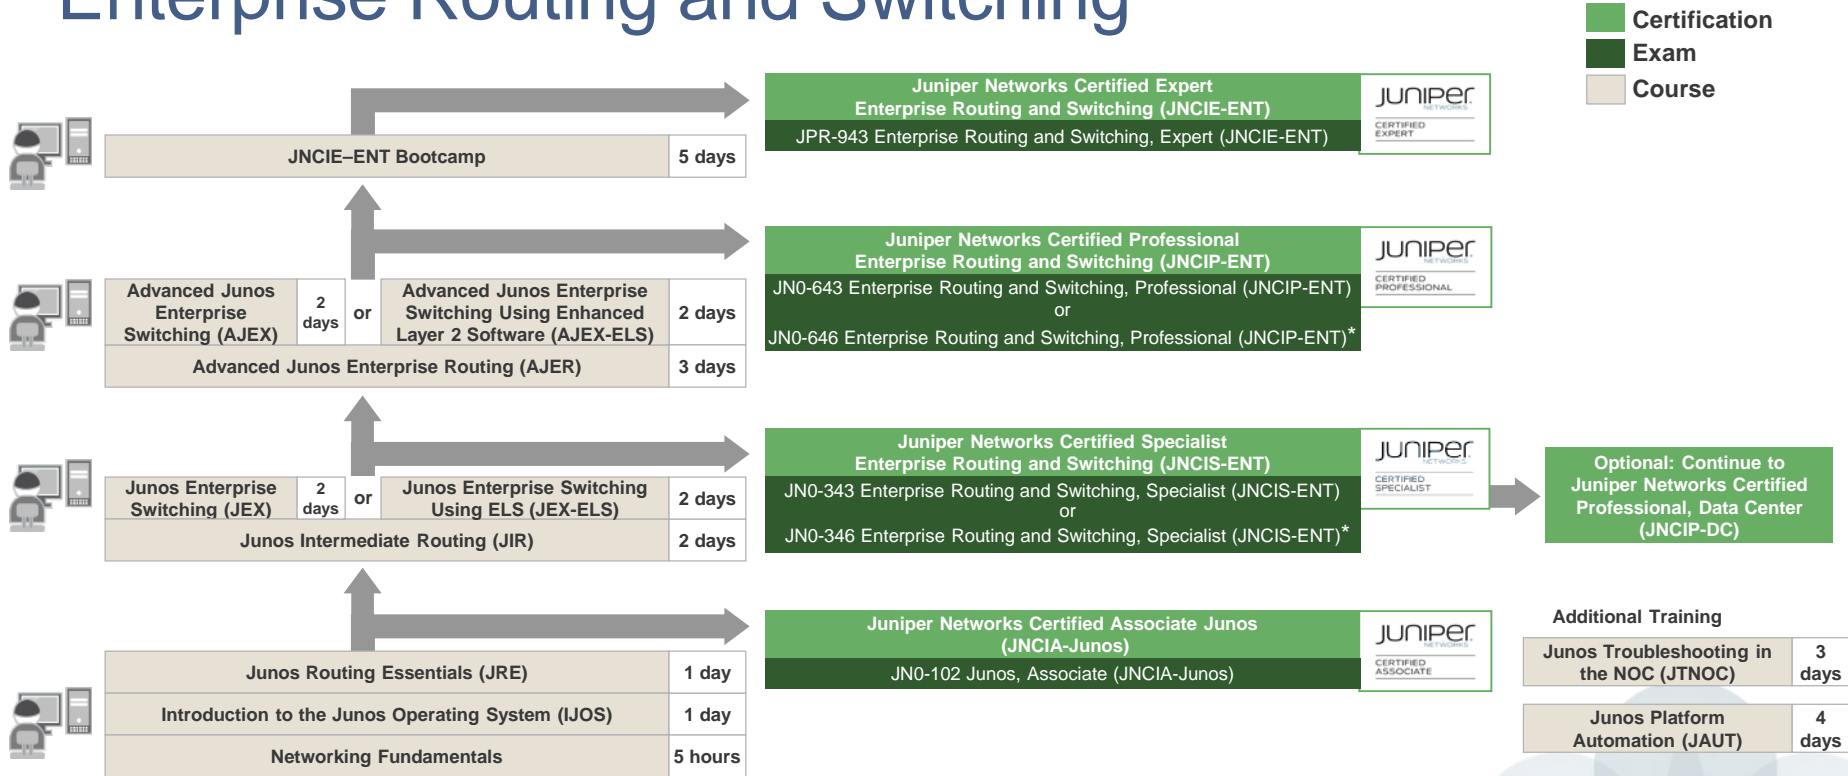 Enterprise Routing and Switching
Certification
Exam
Course
Juniper Networks Certified Expert
Enterprise Routing and Switching (JNCIE-ENT)
JPR-943 Enterprise Routing and Switching, Expert (JNCIE-ENT)
JUNIPER
NETWORKS
CERTIFIED
EXPERT
JNCIE–ENT Bootcamp
5 days
Juniper Networks Certified Professional
Enterprise Routing and Switching (JNCIP-ENT)
JN0-643 Enterprise Routing and Switching, Professional (JNCIP-ENT)
or
JN0-646 Enterprise Routing and Switching, Professional (JNCIP-ENT)*
JUNIPER
NETWORKS
CERTIFIED
PROFESSIONAL
Advanced Junos
Enterprise
Switching (AJEX)
2
days
or
Advanced Junos Enterprise
Switching Using Enhanced
Layer 2 Software (AJEX-ELS)
2 days
Advanced Junos Enterprise Routing (AJER)
3 days
Juniper Networks Certified Specialist
Enterprise Routing and Switching (JNCIS-ENT)
JN0-343 Enterprise Routing and Switching, Specialist (JNCIS-ENT)
or
JN0-346 Enterprise Routing and Switching, Specialist (JNCIS-ENT)*
JUNIPER
NETWORKS
CERTIFIED
SPECIALIST
Optional: Continue to
Juniper Networks Certified
Professional, Data Center
(JNCIP-DC)
Junos Enterprise
Switching (JEX)
2
days
or
Junos Enterprise Switching
Using ELS (JEX-ELS)
2 days
Junos Intermediate Routing (JIR)
2 days
Juniper Networks Certified Associate Junos
(JNCIA-Junos)
JN0-102 Junos, Associate (JNCIA-Junos)
JUNIPER
NETWORKS
CERTIFIED
ASSOCIATE
Junos Routing Essentials (JRE)
1 day
Introduction to the Junos Operating System (IJOS)
1 day
Networking Fundamentals
5 hours
Additional Training
Junos Troubleshooting in
the NOC (JTNOC)
3
days
Junos Platform
Automation (JAUT)
4
days